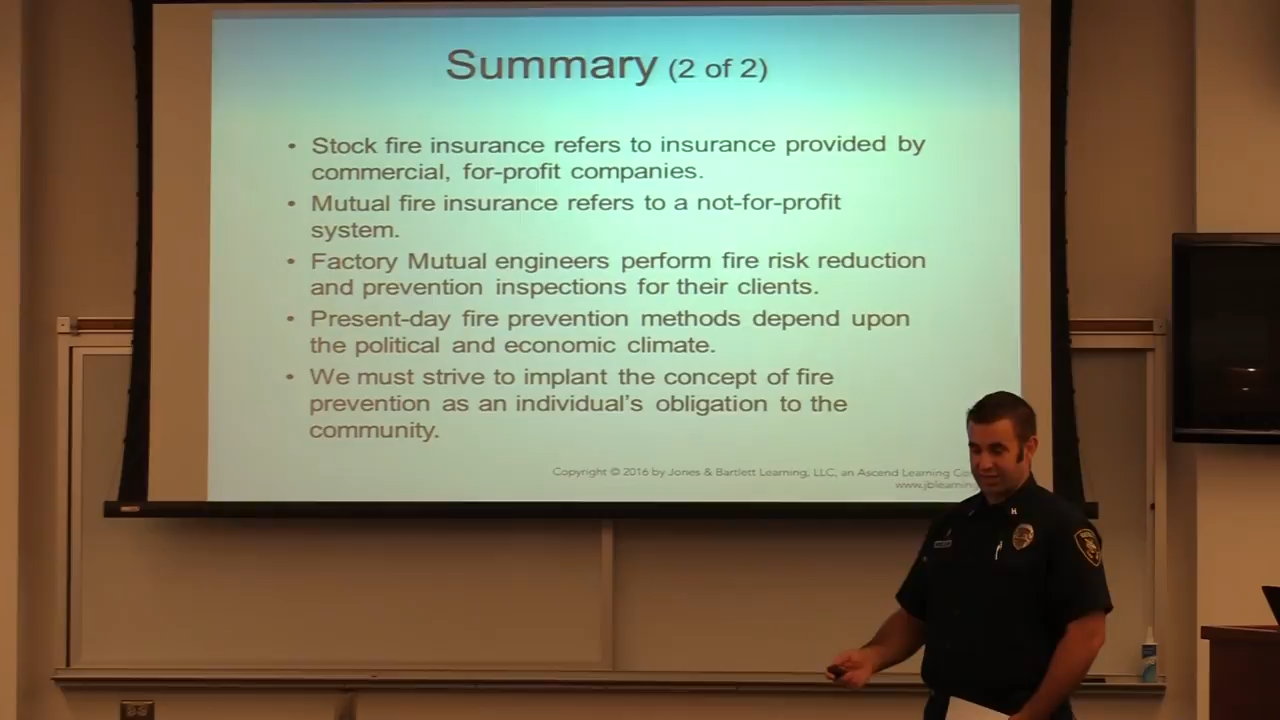 Summary (2 of 2)
• Stock fire insurance refers to insurance provided by
commercial, for-profit companies.
• Mutual fire insurance refers to a not-for-profit
system.
• Factory Mutual engineers perform fire risk reduction
and prevention inspections for their clients.
• Present-day fire prevention methods depend upon
the political and economic climate.
• We must strive to implant the concept of fire
prevention as an individual's obligation to the
community.
Copyright © 2016 by Jones & Bartlett Learning, LLC, an Ascend Learning